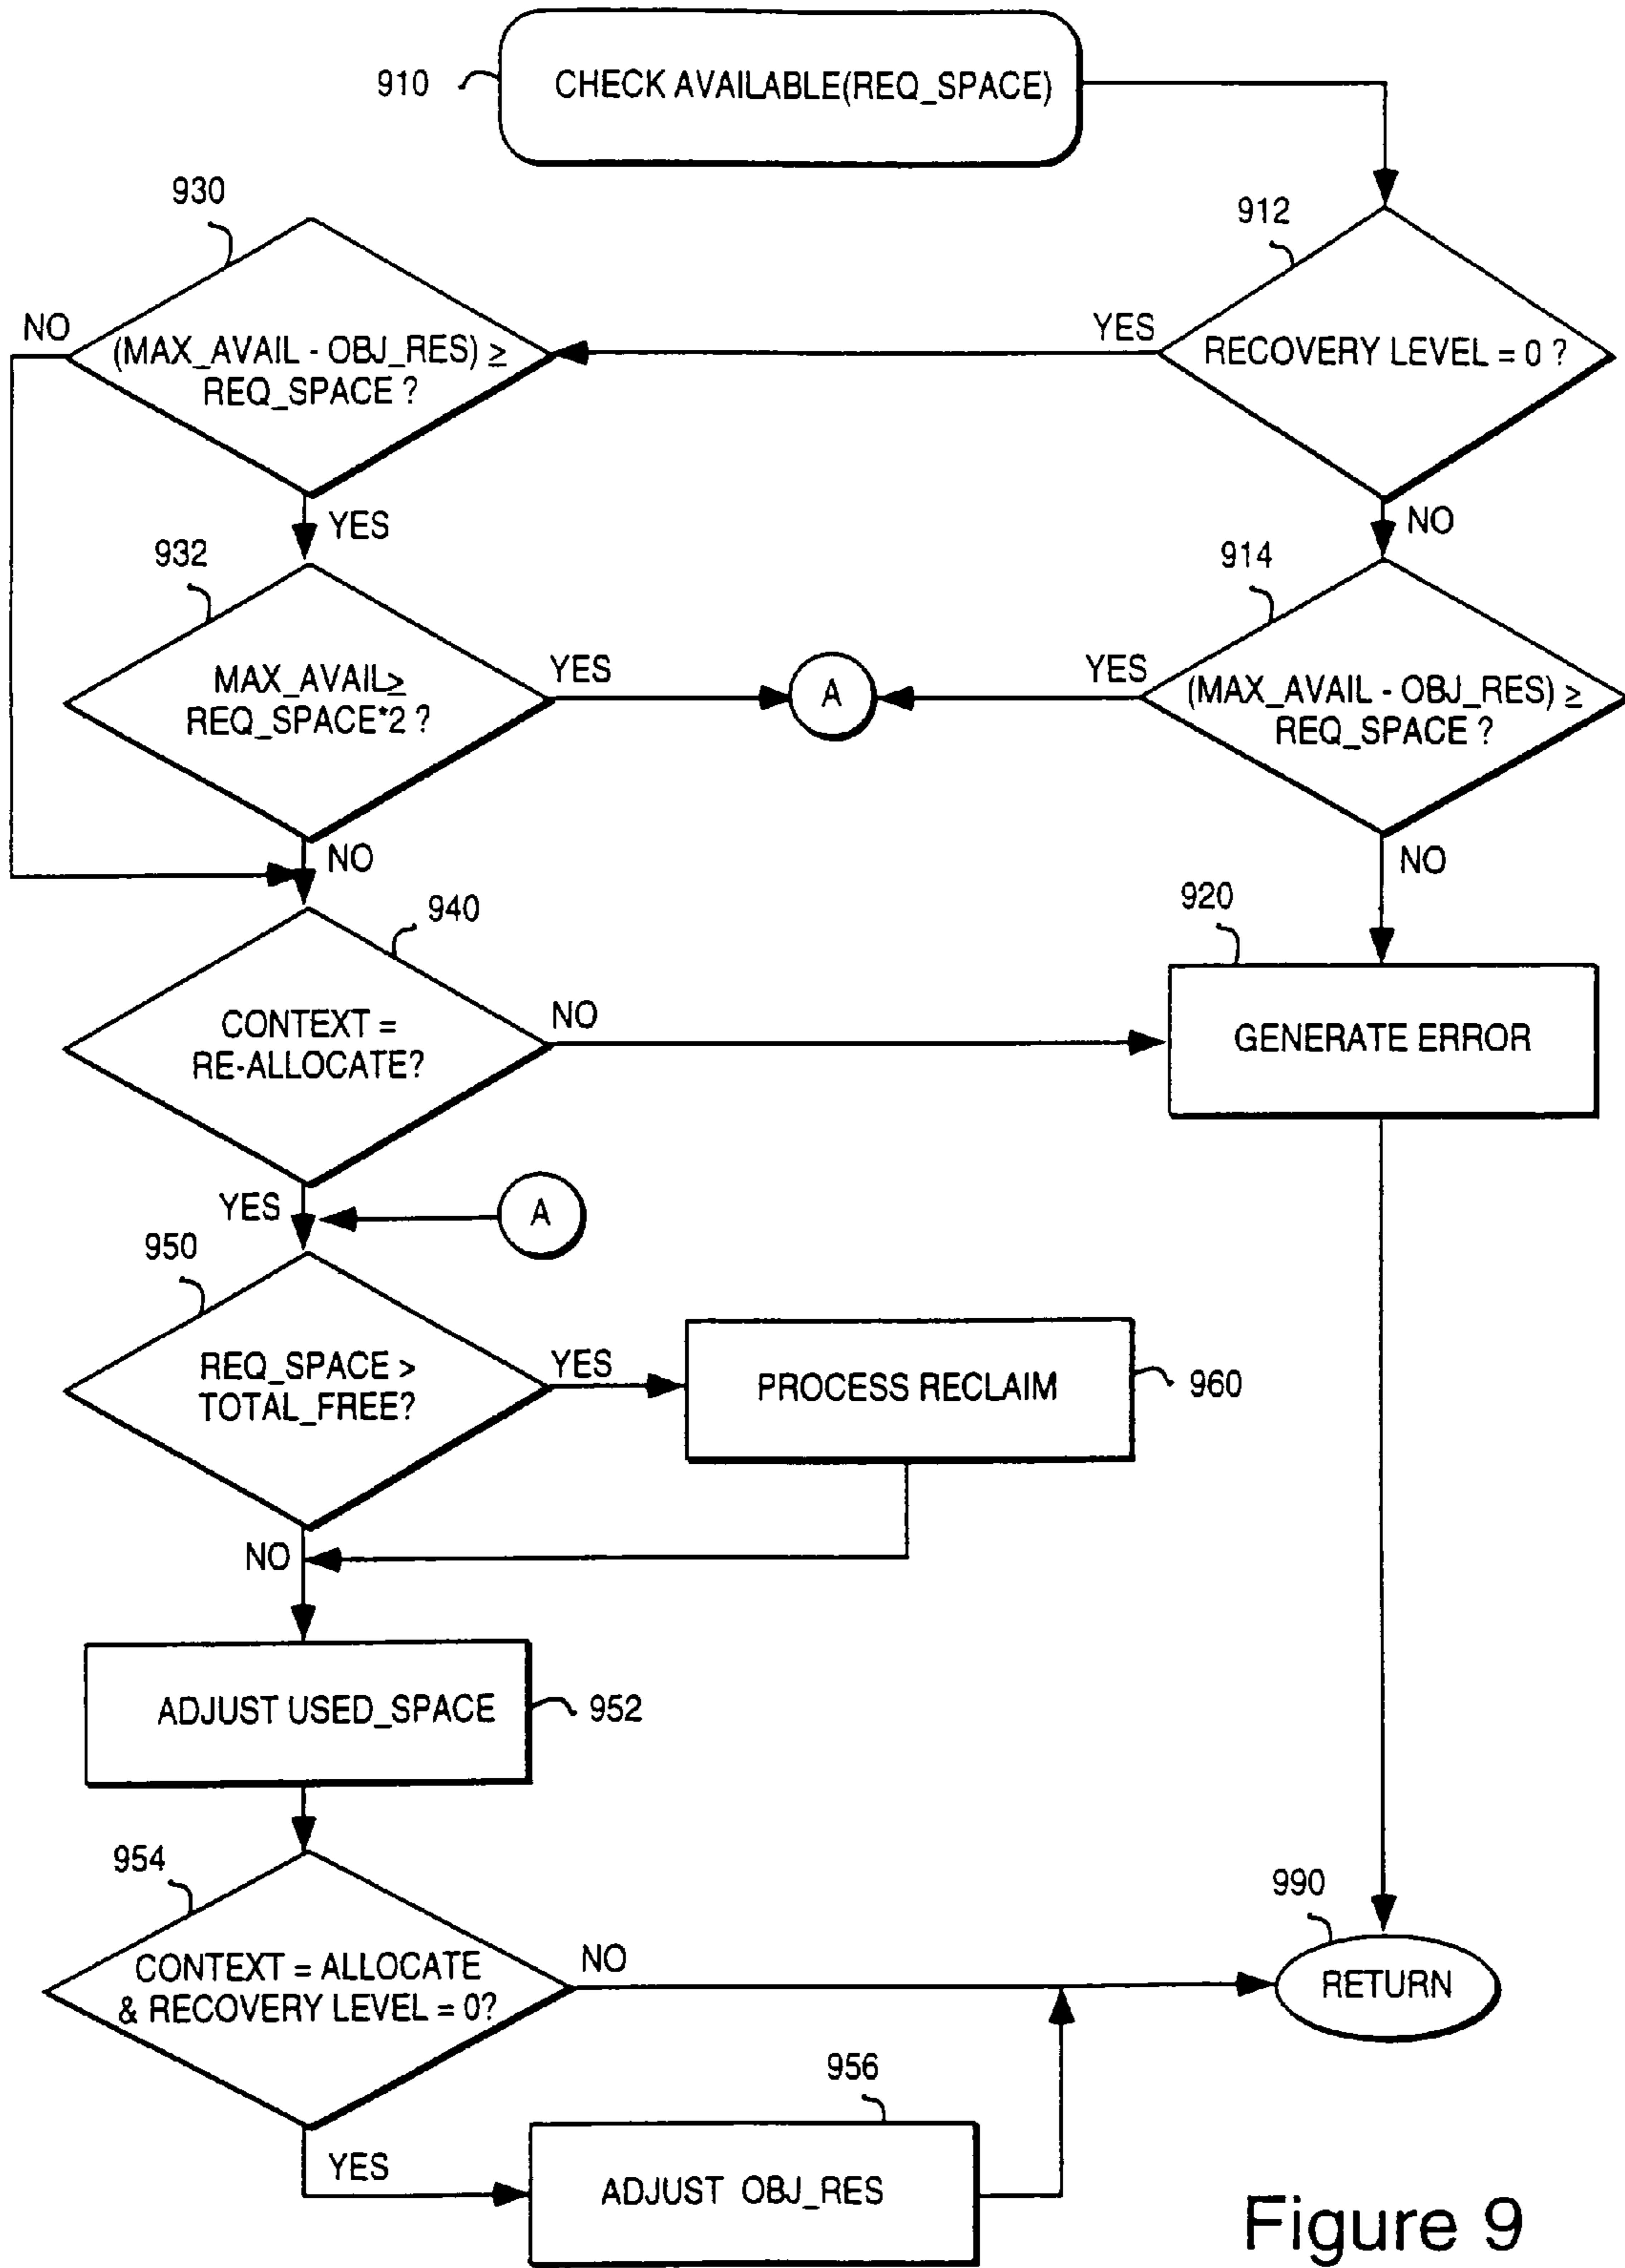 910
CHECK AVAILABLE(REQ_SPACE)
930
912
NO
(MAX_AVAIL - OBJ_RES) ≥
REQ_SPACE ?
YES
RECOVERY LEVEL = 0 ?
YES
NO
932
914
MAX_AVAIL≥
REQ_SPACE*2 ?
YES
A
YES
(MAX_AVAIL - OBJ_RES) ≥
REQ_SPACE ?
NO
NO
940
920
CONTEXT =
RE-ALLOCATE?
NO
GENERATE ERROR
YES
A
950
REQ_SPACE >
TOTAL_FREE?
YES
PROCESS RECLAIM
960
NO
ADJUST USED_SPACE
952
954
990
CONTEXT = ALLOCATE
& RECOVERY LEVEL = 0?
NO
RETURN
956
YES
ADJUST OBJ_RES
Figure 9